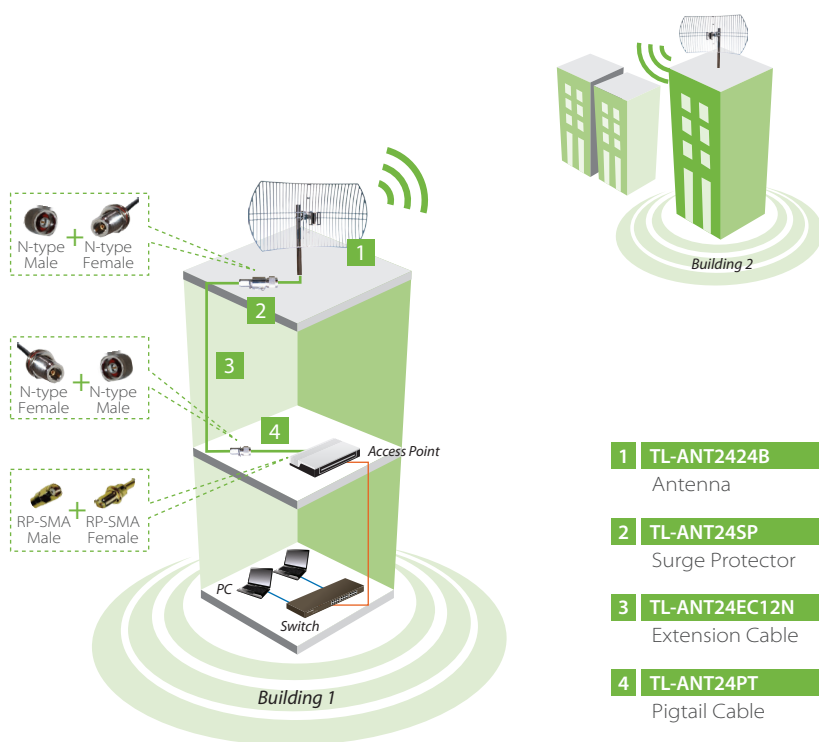 Building 2
N-type Male + N-type Female
1
2
N-type Female + N-type Male
3
4
Access Point
RP-SMA Male + RP-SMA Female
PC
Switch
Building 1
1 TL-ANT2424B
Antenna
2 TL-ANT24SP
Surge Protector
3 TL-ANT24EC12N
Extension Cable
4 TL-ANT24PT
Pigtail Cable